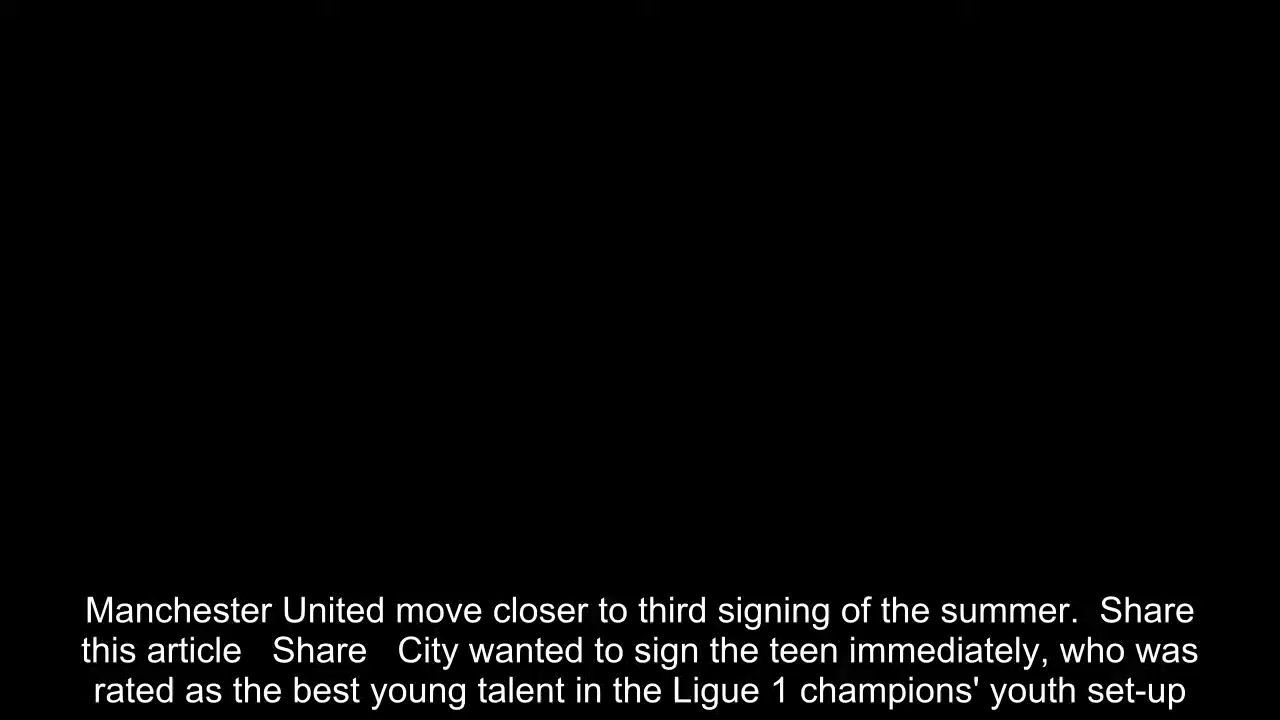 Manchester United move closer to third signing of the summer.  Share
this article   Share   City wanted to sign the teen immediately, who was
rated as the best young talent in the Ligue 1 champions' youth set-up